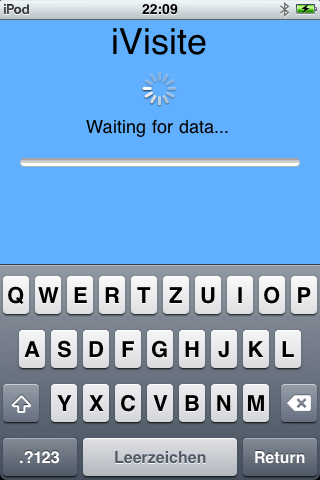 iPod 22:09
iVisite
Waiting for data...
Q W E R T Z U I O P
A S D F G H J K L
Y X C V B N M
.?123 Leerzeichen Return